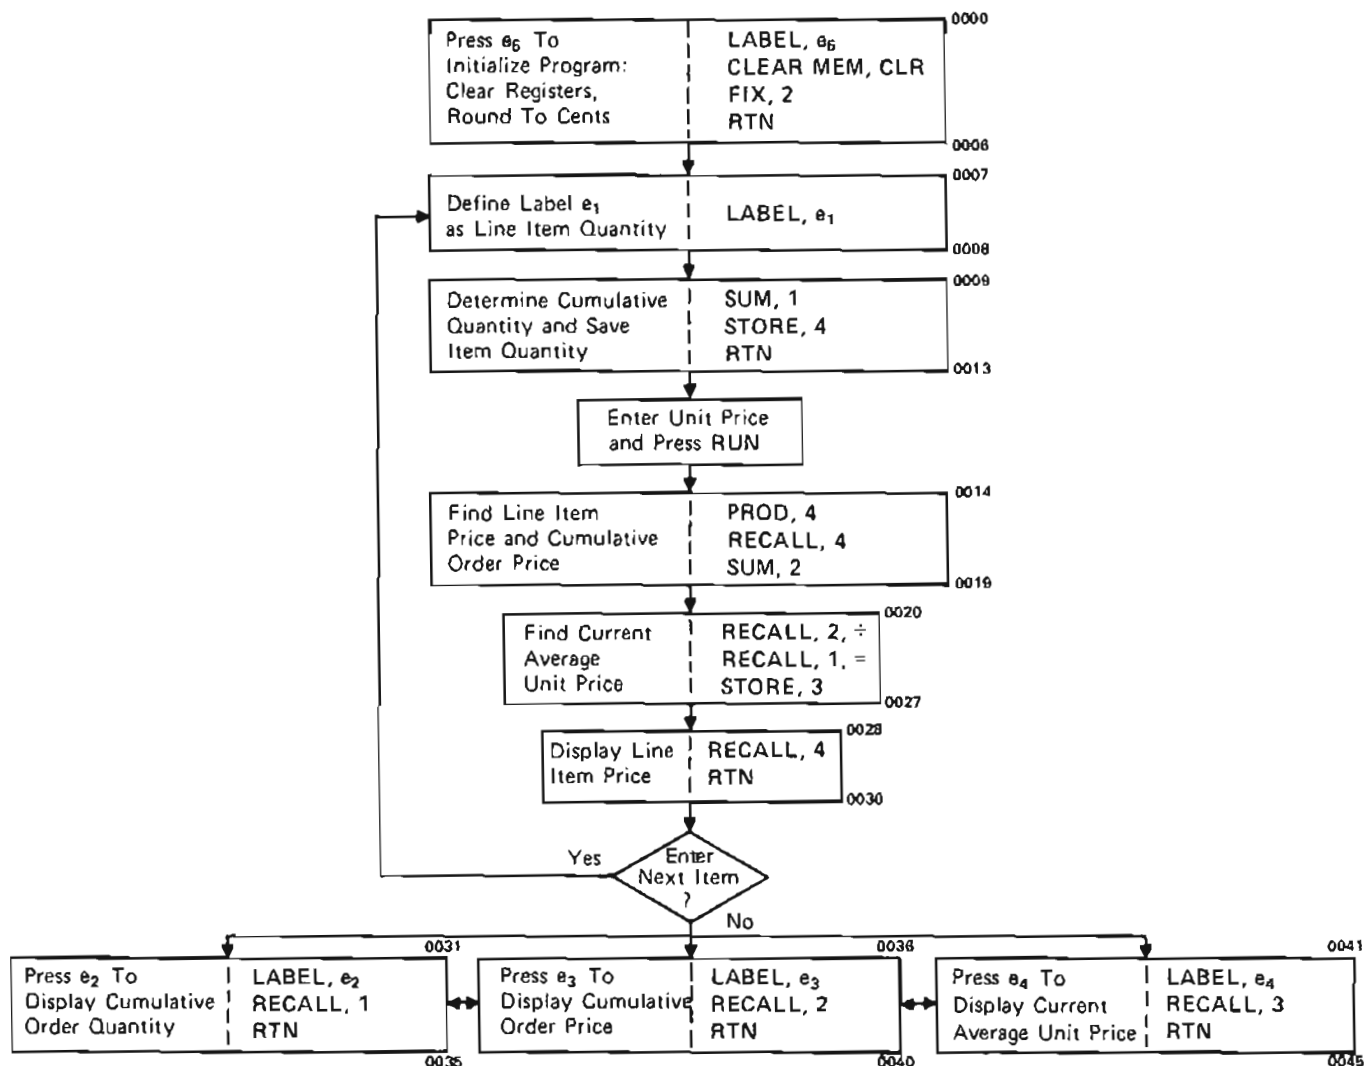 0000
Press e6 To
Initialize Program:
Clear Registers,
Round To Cents
LABEL, e6
CLEAR MEM, CLR
FIX, 2
RTN
0006
0007
Define Label e1
as Line Item Quantity
LABEL, e1
0008
0009
Determine Cumulative
Quantity and Save
Item Quantity
SUM, 1
STORE, 4
RTN
0013
Enter Unit Price
and Press RUN
0014
Find Line Item
Price and Cumulative
Order Price
PROD, 4
RECALL, 4
SUM, 2
0019
0020
Find Current
Average
Unit Price
RECALL, 2, ÷
RECALL, 1, =
STORE, 3
0027
0028
Display Line
Item Price
RECALL, 4
RTN
0030
Yes
Enter
Next Item
?
No
0031
Press e2 To
Display Cumulative
Order Quantity
LABEL, e2
RECALL, 1
RTN
0035
0036
Press e3 To
Display Cumulative
Order Price
LABEL, e3
RECALL, 2
RTN
0040
0041
Press e4 To
Display Current
Average Unit Price
LABEL, e4
RECALL, 3
RTN
0045